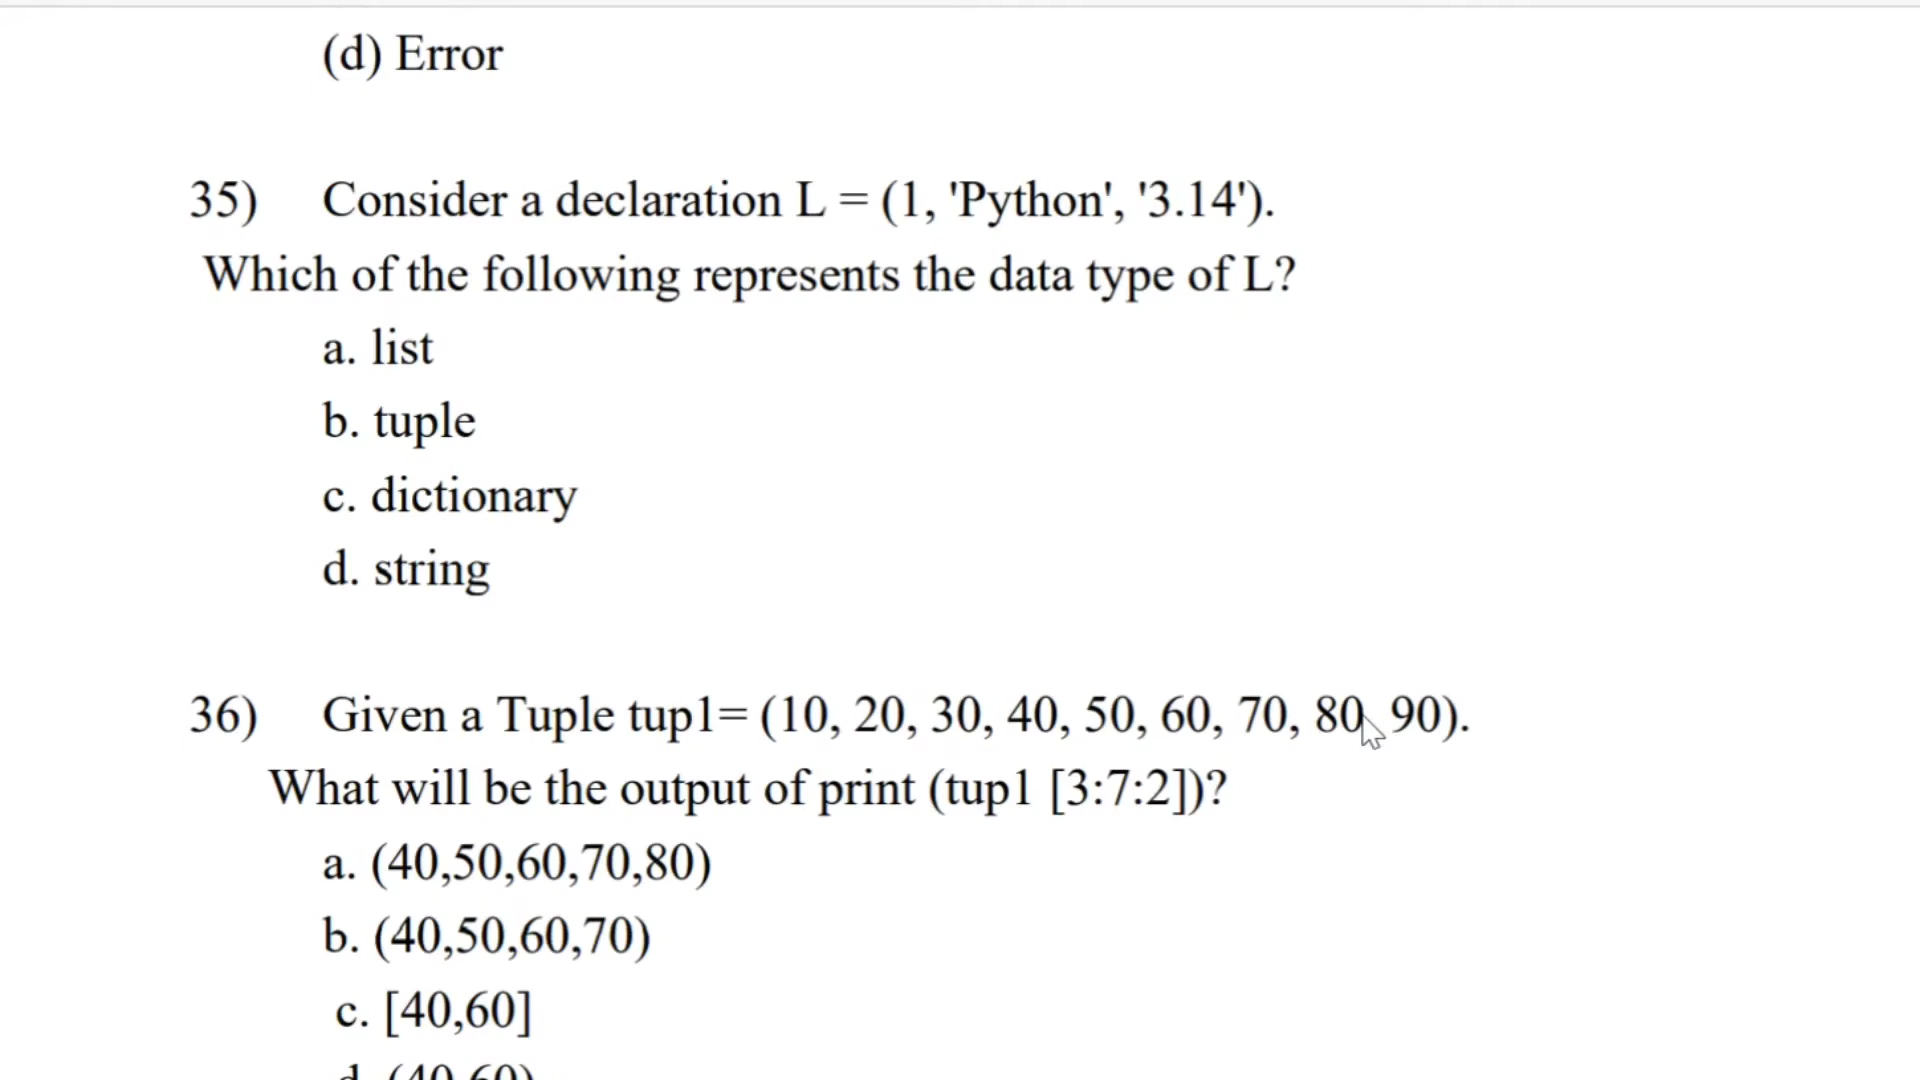 (d) Error
35) Consider a declaration L = (1, 'Python', '3.14').
Which of the following represents the data type of L?
a. list
b. tuple
c. dictionary
d. string
36) Given a Tuple tup1= (10, 20, 30, 40, 50, 60, 70, 80, 90).
What will be the output of print (tup1 [3:7:2])?
a. (40,50,60,70,80)
b. (40,50,60,70)
c. [40,60]
d. (40,60)